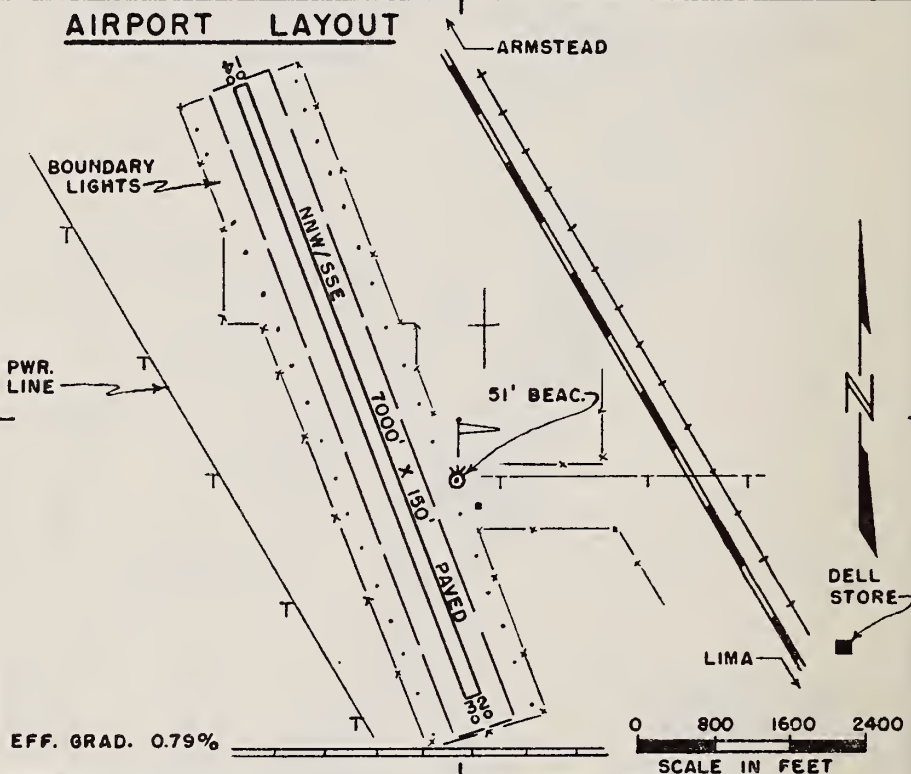 AIRPORT LAYOUT
ARMSTEAD
BOUNDARY
LIGHTS
NNW/SSE
PWR.
LINE
7000' X 150'
51' BEAC.
N
PAVED
DELL
STORE
LIMA
EFF. GRAD. 0.79%
0 800 1600 2400
SCALE IN FEET